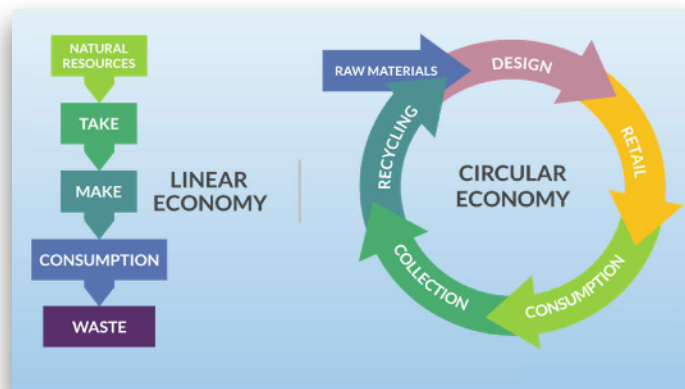 NATURAL
RESOURCES
TAKE
MAKE
CONSUMPTION
WASTE
LINEAR
ECONOMY
RAW MATERIALS
DESIGN
RETAIL
CONSUMPTION
COLLECTION
RECYCLING
CIRCULAR
ECONOMY